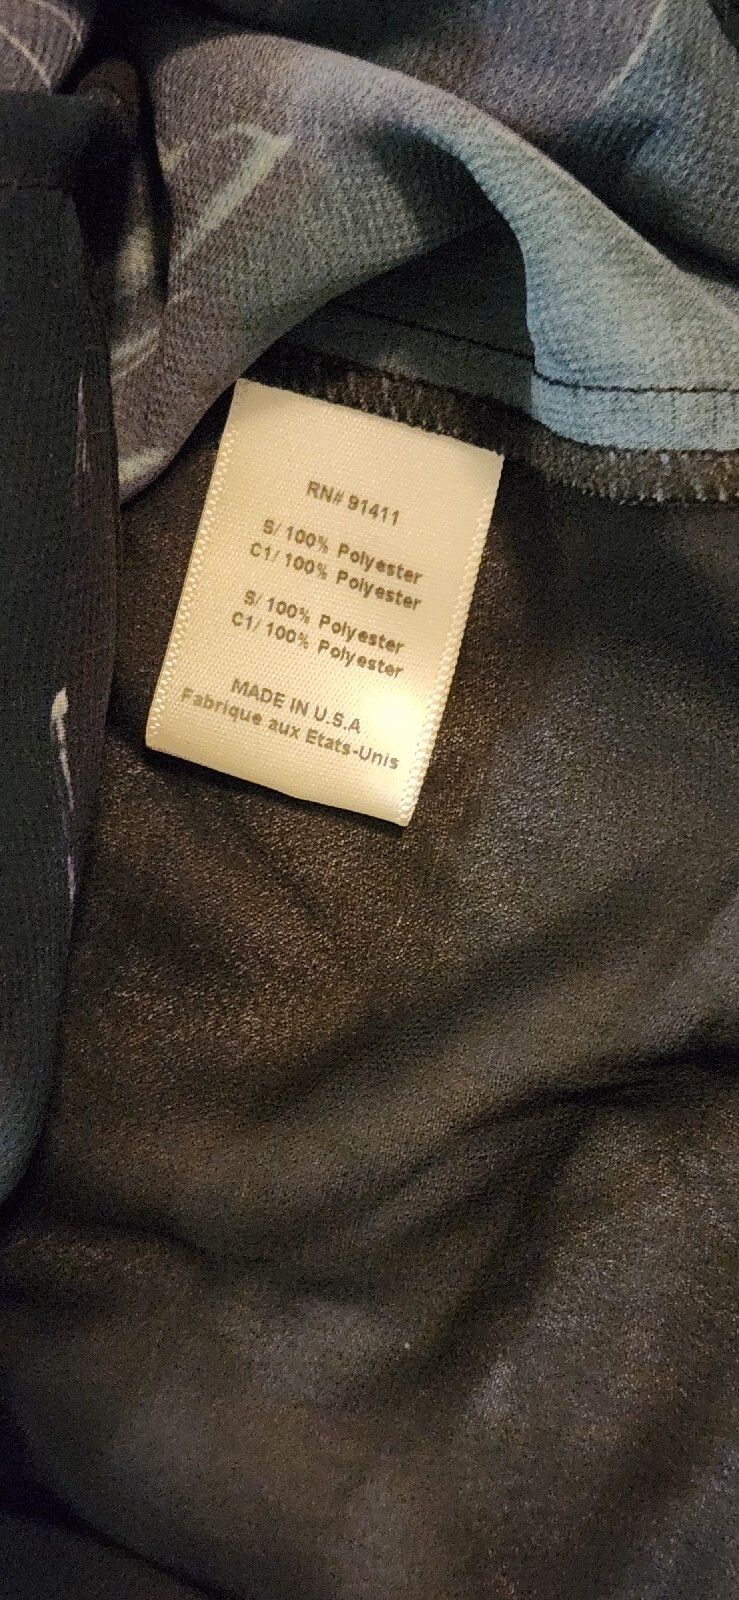 RN# 91411
S/ 100% Polyester
C1/ 100% Polyester
S/ 100% Polyester
C1/ 100% Polyester
MADE IN U.S.A
Fabrique aux Etats-Unis